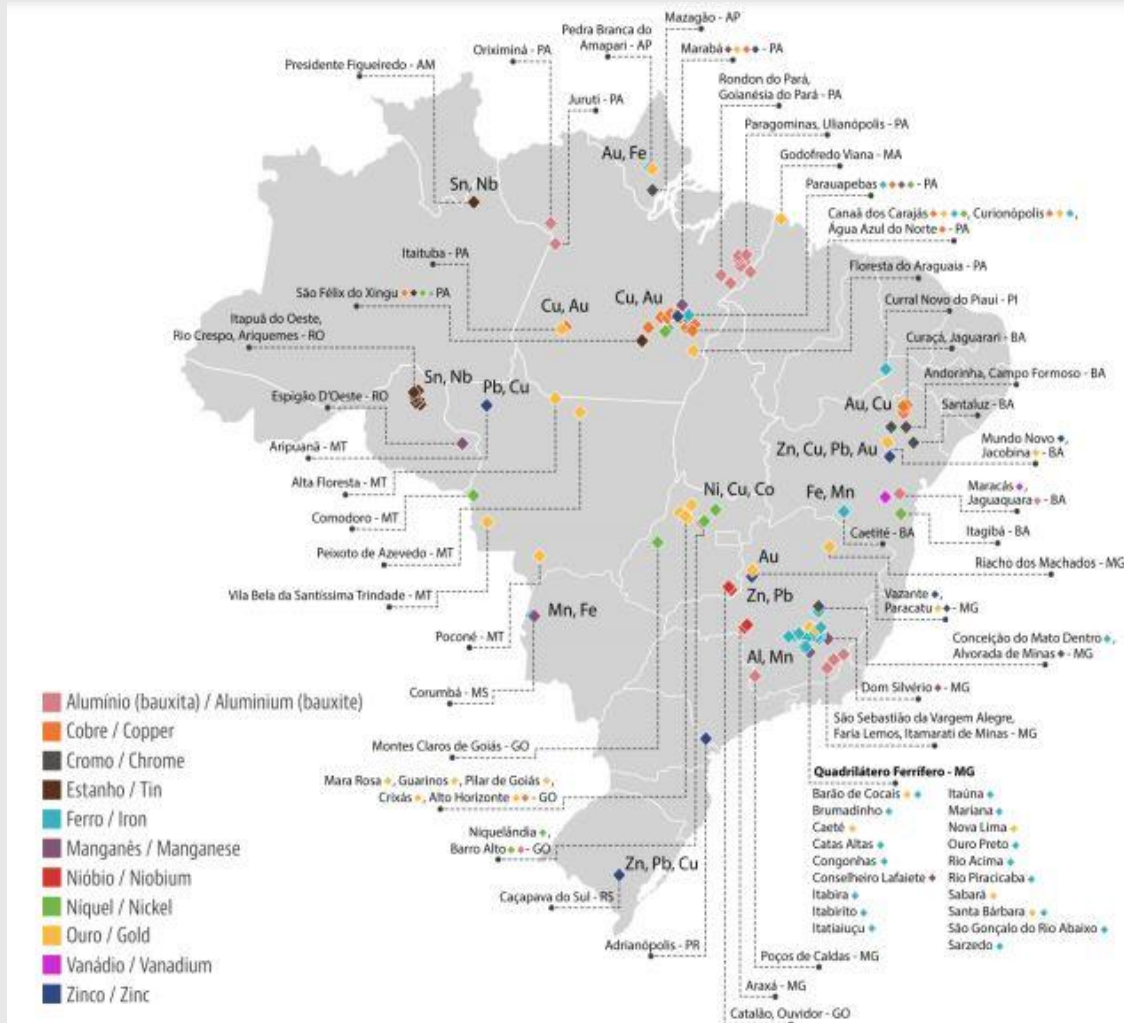 Mazagão - AP
Pedra Branca do
Amapari - AP
Oriximiná - PA
Marabá - PA
Presidente Figueiredo - AM
Rondon do Pará,
Goianésia do Pará - PA
Juruti - PA
Paragominas, Ulianópolis - PA
Au, Fe
Godofredo Viana - MA
Sn, Nb
Parauapebas - PA
Canaã dos Carajás , Curionópolis ,
Água Azul do Norte - PA
Itaituba - PA
Floresta do Araguaia - PA
São Félix do Xingu - PA
Cu, Au
Cu, Au
Curral Novo do Piauí - PI
Itapuã do Oeste,
Rio Crespo, Ariquemes - RO
Curaçá, Jaguarari - BA
Andorinha, Campo Formoso - BA
Sn, Nb
Pb, Cu
Espigão D'Oeste - RO
Au, Cu
Santaluz - BA
Aripuanã - MT
Zn, Cu, Pb, Au
Mundo Novo ,
Jacobina - BA
Alta Floresta - MT
Ni, Cu, Co
Fe, Mn
Maracás ,
Jaguaquara - BA
Comodoro - MT
Caetité - BA
Itagibá - BA
Peixoto de Azevedo - MT
Au
Riacho dos Machados - MG
Vila Bela da Santíssima Trindade - MT
Zn, Pb
Vazante ,
Paracatu - MG
Mn, Fe
Poconé - MT
Conceição do Mato Dentro ,
Alvorada de Minas - MG
Al, Mn
Corumbá - MS
Dom Silvério - MG
Alumínio (bauxita) / Aluminium (bauxite)
Cobre / Copper
Cromo / Chrome
Estanho / Tin
Ferro / Iron
Manganês / Manganese
Nióbio / Niobium
Níquel / Nickel
Ouro / Gold
Vanádio / Vanadium
Zinco / Zinc
São Sebastião da Vargem Alegre,
Faria Lemos, Itamarati de Minas - MG
Montes Claros de Goiás - GO
Mara Rosa , Guarinos , Pilar de Goiás ,
Crixás , Alto Horizonte - GO
Niquelândia ,
Barro Alto - GO
Zn, Pb, Cu
Caçapava do Sul - RS
Adrianópolis - PR
Quadrilátero Ferrífero - MG
Barão de Cocais
Brumadinho
Caeté
Catas Altas
Congonhas
Conselheiro Lafaiete
Itabira
Itabirito
Itatiaiuçu
Itaúna
Mariana
Nova Lima
Ouro Preto
Rio Acima
Rio Piracicaba
Sabará
Santa Bárbara
São Gonçalo do Rio Abaixo
Sarzedo
Poços de Caldas - MG
Araxá - MG
Catalão, Ouvidor - GO